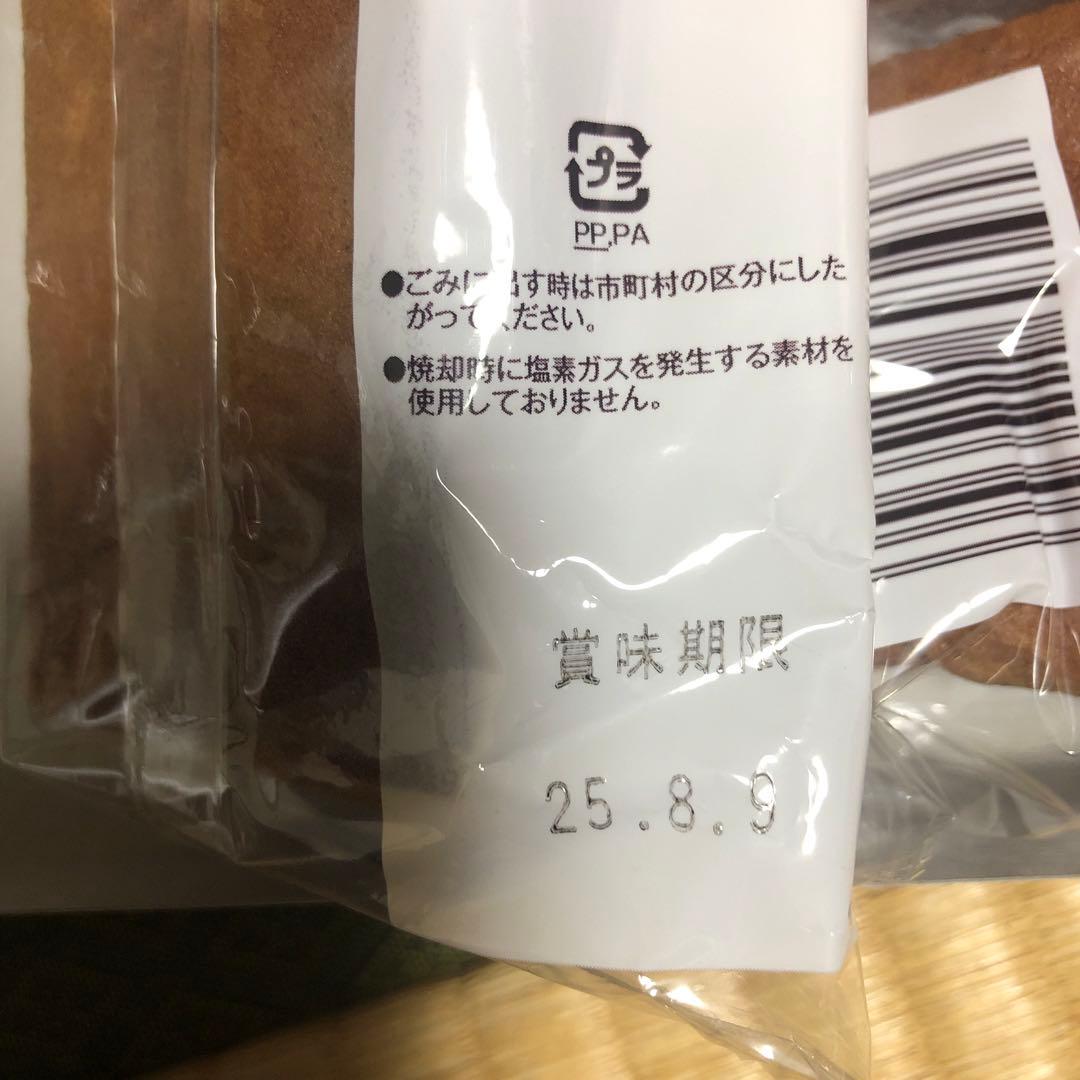 プラ
PP,PA
●ごみに出す時は市町村の区分にした
がってください。
●焼却時に塩素ガスを発生する素材を
使用しておりません。
賞味期限
25.8.9